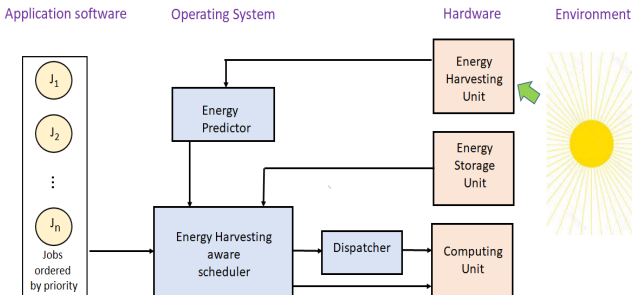 Application software
Operating System
Hardware
Environment
J1
J2
⋮
Jn
Jobs
ordered
by priority
Energy
Predictor
Energy Harvesting
aware
scheduler
Dispatcher
Energy
Harvesting
Unit
Energy
Storage
Unit
Computing
Unit